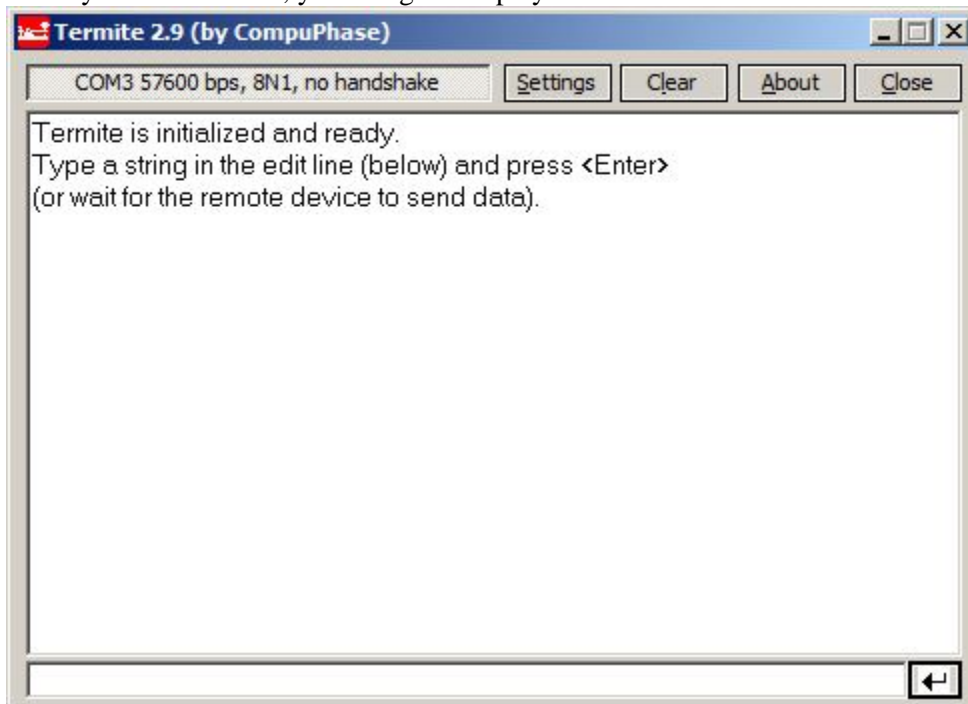 Termite 2.9 (by CompuPhase)
COM3 57600 bps, 8N1, no handshake Settings Clear About Close
Termite is initialized and ready.
Type a string in the edit line (below) and press <Enter>
(or wait for the remote device to send data).